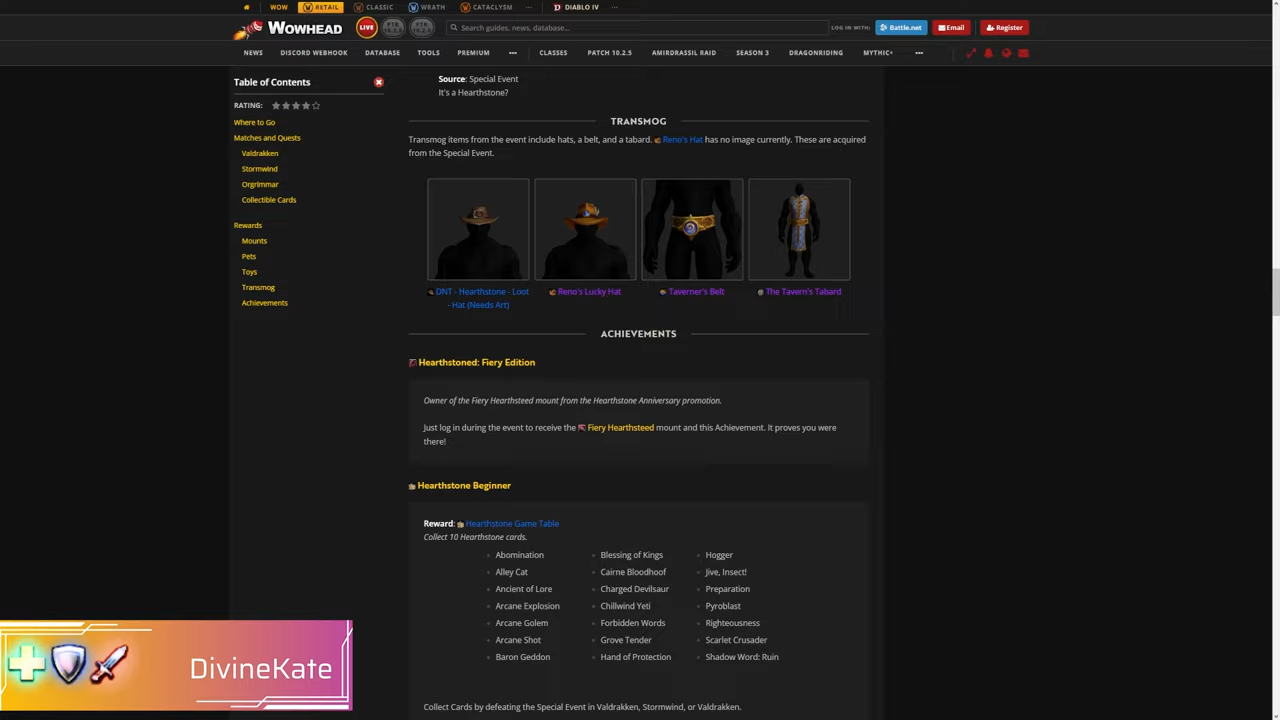 WOW
RETAIL
CLASSIC
WRATH
CATACLYSM
DIABLO IV
WOWHEAD
LIVE
PTR
PTR
Search guides, news, database...
LOG IN WITH:
Battle.net
Email
Register
NEWS
DISCORD WEBHOOK
DATABASE
TOOLS
PREMIUM
CLASSES
PATCH 10.2.5
AMIRDRASSIL RAID
SEASON 3
DRAGONRIDING
MYTHIC+
Table of Contents
RATING:
Where to Go
Matches and Quests
Valdrakken
Stormwind
Orgrimmar
Collectible Cards
Rewards
Mounts
Pets
Toys
Transmog
Achievements
Source: Special Event
It's a Hearthstone?
TRANSMOG
Transmog items from the event include hats, a belt, and a tabard. Reno's Hat has no image currently. These are acquired
from the Special Event.
DNT - Hearthstone - Loot
- Hat (Needs Art)
Reno's Lucky Hat
Taverner's Belt
The Tavern's Tabard
ACHIEVEMENTS
Hearthstoned: Fiery Edition
Owner of the Fiery Hearthsteed mount from the Hearthstone Anniversary promotion.
Just log in during the event to receive the Fiery Hearthsteed mount and this Achievement. It proves you were
there!
Hearthstone Beginner
Reward: Hearthstone Game Table
Collect 10 Hearthstone cards.
Abomination
Alley Cat
Ancient of Lore
Arcane Explosion
Arcane Golem
Arcane Shot
Baron Geddon
Blessing of Kings
Cairne Bloodhoof
Charged Devilsaur
Chillwind Yeti
Forbidden Words
Grove Tender
Hand of Protection
Hogger
Jive, Insect!
Preparation
Pyroblast
Righteousness
Scarlet Crusader
Shadow Word: Ruin
Collect Cards by defeating the Special Event in Valdrakken, Stormwind, or Valdrakken.
DivineKate